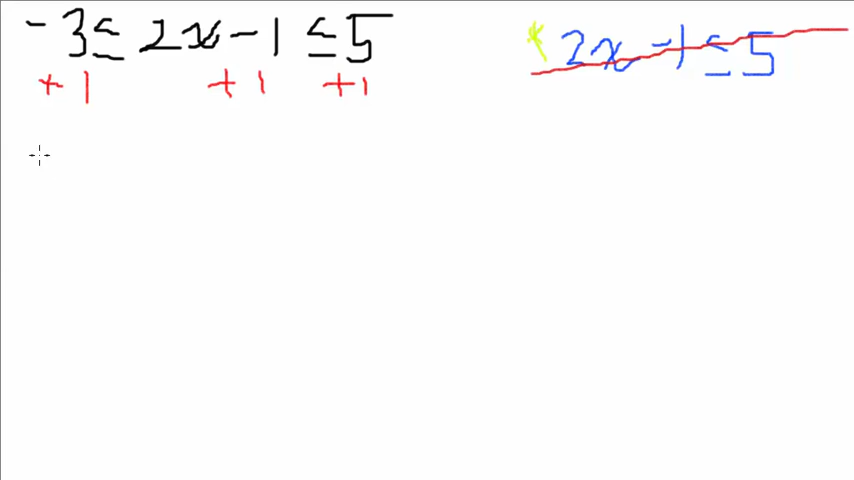 -3 ≤ 2x - 1 ≤ 5
+1 +1 +1
* 2x - 1 ≤ 5